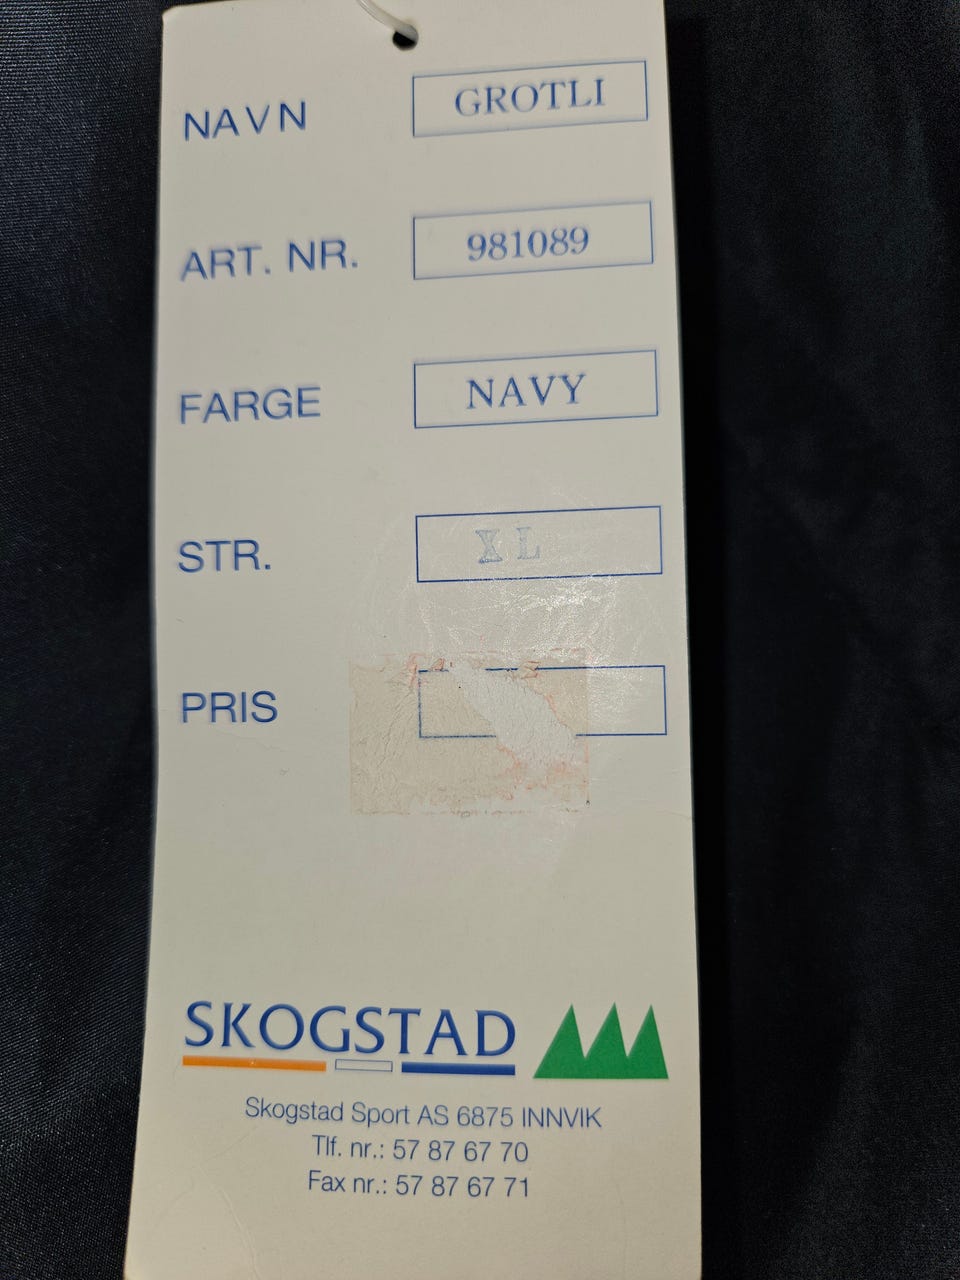 NAVN GROTLI
ART. NR. 981089
FARGE NAVY
STR. XL
PRIS
SKOGSTAD
Skogstad Sport AS 6875 INNVIK
Tlf. nr.: 57 87 67 70
Fax nr.: 57 87 67 71